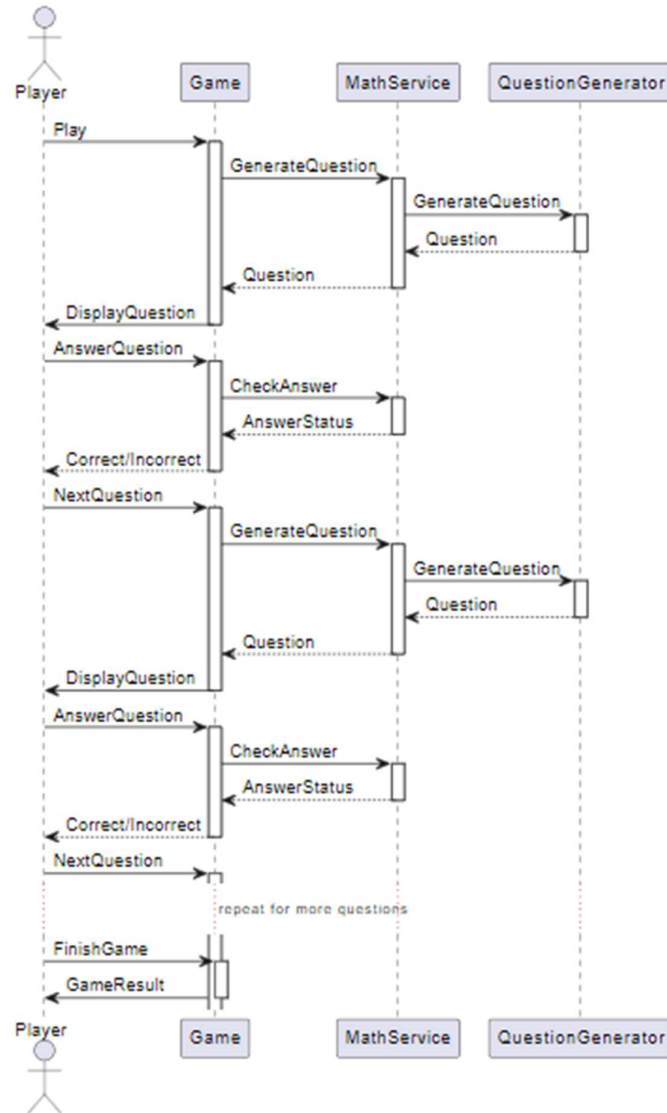 Player
Game
MathService
QuestionGenerator
Play
GenerateQuestion
GenerateQuestion
Question
Question
DisplayQuestion
AnswerQuestion
CheckAnswer
AnswerStatus
Correct/Incorrect
NextQuestion
GenerateQuestion
GenerateQuestion
Question
Question
DisplayQuestion
AnswerQuestion
CheckAnswer
AnswerStatus
Correct/Incorrect
NextQuestion
repeat for more questions
FinishGame
GameResult
Player
Game
MathService
QuestionGenerator